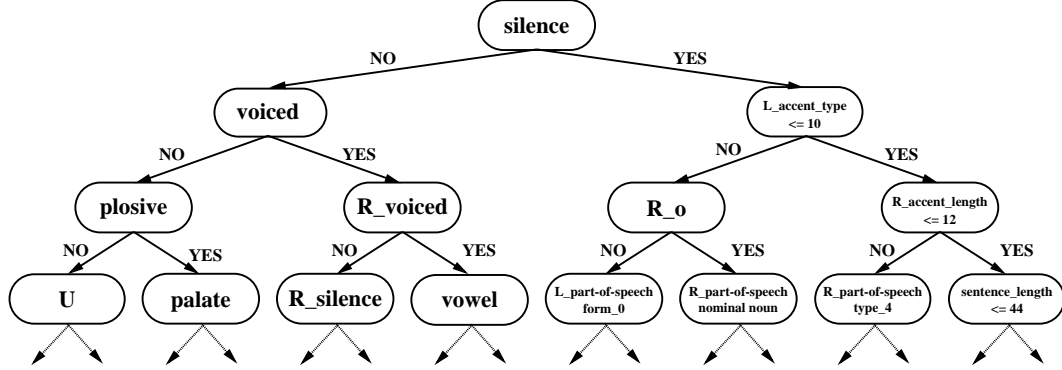 silence
NO
YES
voiced
L_accent_type
<= 10
NO
YES
NO
YES
plosive
R_voiced
R_o
R_accent_length
<= 12
NO
YES
NO
YES
NO
YES
NO
YES
U
palate
R_silence
vowel
L_part-of-speech
form_0
R_part-of-speech
nominal noun
R_part-of-speech
type_4
sentence_length
<= 44